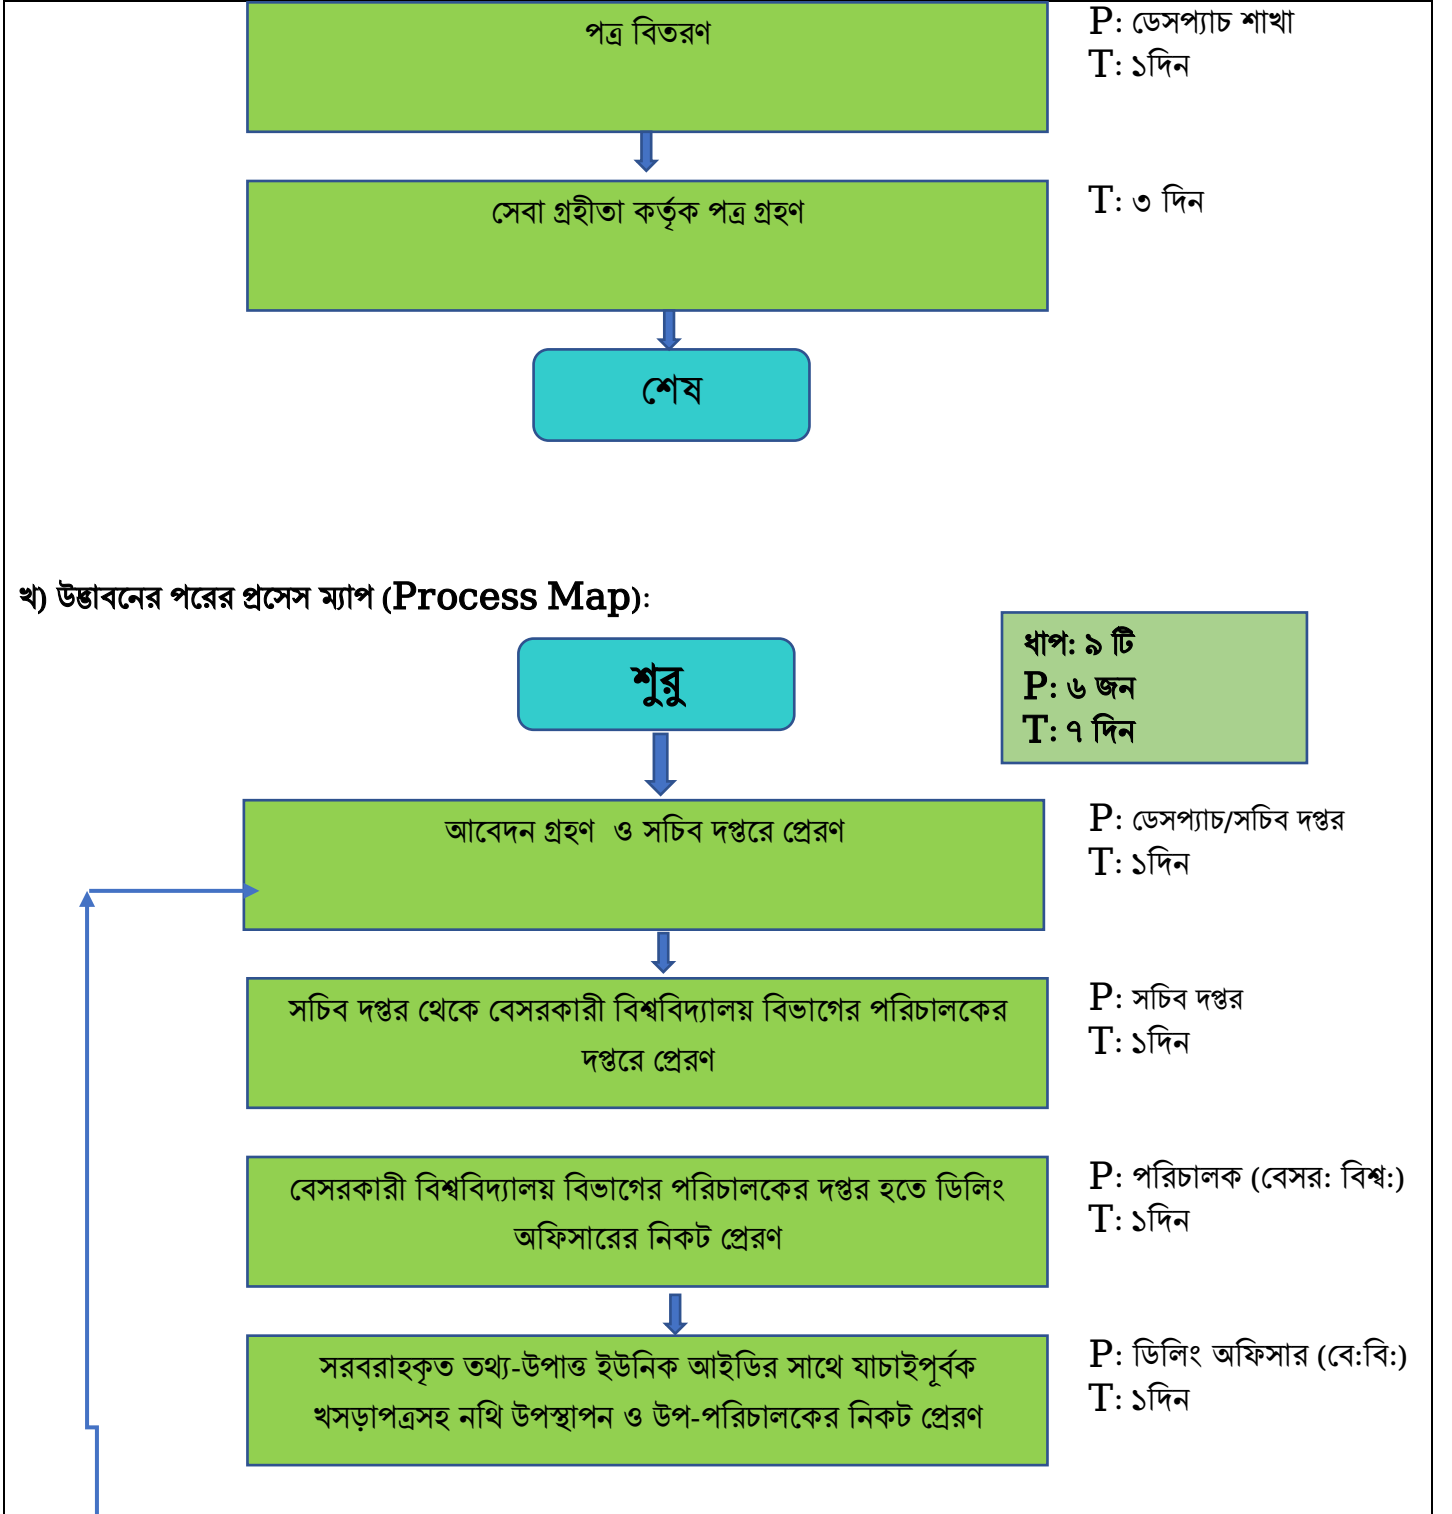 পত্র বিতরণ
P: ডেসপ্যাচ শাখা
T: ১দিন
সেবা গ্রহীতা কর্তৃক পত্র গ্রহণ
T: ৩ দিন
শেষ
খ) উদ্ভাবনের পরের প্রসেস ম্যাপ (Process Map):
শুরু
ধাপ: ৯ টি
P: ৬ জন
T: ৭ দিন
আবেদন গ্রহণ ও সচিব দপ্তরে প্রেরণ
P: ডেসপ্যাচ/সচিব দপ্তর
T: ১দিন
সচিব দপ্তর থেকে বেসরকারী বিশ্ববিদ্যালয় বিভাগের পরিচালকের
দপ্তরে প্রেরণ
P: সচিব দপ্তর
T: ১দিন
বেসরকারী বিশ্ববিদ্যালয় বিভাগের পরিচালকের দপ্তর হতে ডিলিং
অফিসারের নিকট প্রেরণ
P: পরিচালক (বেসর: বিশ্ব:)
T: ১দিন
সরবরাহকৃত তথ্য-উপাত্ত ইউনিক আইডির সাথে যাচাইপূর্বক
খসড়াপত্রসহ নথি উপস্থাপন ও উপ-পরিচালকের নিকট প্রেরণ
P: ডিলিং অফিসার (বে:বি:)
T: ১দিন